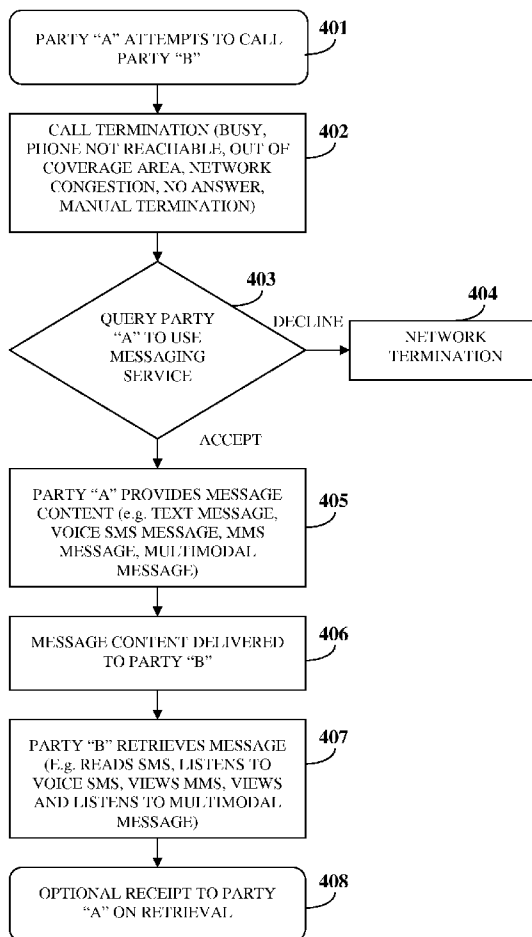 401
PARTY “A” ATTEMPTS TO CALL
PARTY “B”
402
CALL TERMINATION (BUSY,
PHONE NOT REACHABLE, OUT OF
COVERAGE AREA, NETWORK
CONGESTION, NO ANSWER,
MANUAL TERMINATION)
403
QUERY PARTY
“A” TO USE
MESSAGING
SERVICE
DECLINE
404
NETWORK
TERMINATION
ACCEPT
405
PARTY “A” PROVIDES MESSAGE
CONTENT (e.g. TEXT MESSAGE,
VOICE SMS MESSAGE, MMS
MESSAGE, MULTIMODAL
MESSAGE)
406
MESSAGE CONTENT DELIVERED
TO PARTY “B”
407
PARTY “B” RETRIEVES MESSAGE
(E.g. READS SMS, LISTENS TO
VOICE SMS, VIEWS MMS, VIEWS
AND LISTENS TO MULTIMODAL
MESSAGE)
408
OPTIONAL RECEIPT TO PARTY
“A” ON RETRIEVAL